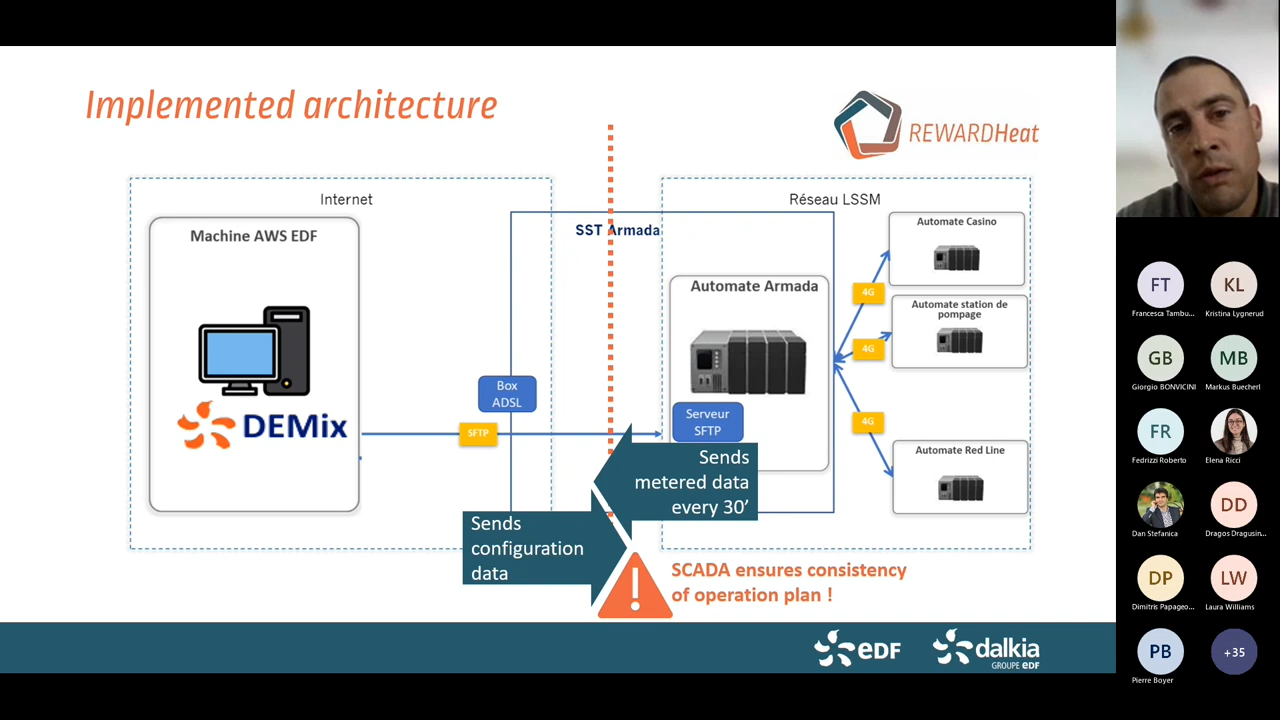 Implemented architecture
REWARDHeat
Internet
Réseau LSSM
Machine AWS EDF
SST Armada
Automate Casino
Automate Armada
4G
Automate station de
pompage
4G
Box
ADSL
DEMix
SFTP
Serveur
SFTP
4G
Automate Red Line
Sends
metered data
every 30’
Sends
configuration
data
SCADA ensures consistency
of operation plan !
eDF
dalkia
GROUPE eDF
FT
KL
Francesca Tambu...
Kristina Lygnerud
GB
MB
Giorgio BONVICINI
Markus Buecherl
FR
Fedrizzi Roberto
Elena Ricci
DD
Dan Stefanica
Dragos Dragusin...
DP
LW
Dimitris Papageo...
Laura Williams
PB
+35
Pierre Boyer